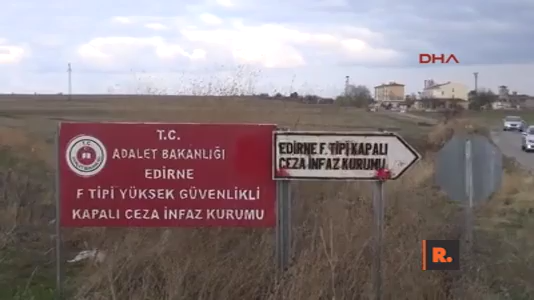 DHA
T.C.
ADALET BAKANLIĞI
EDİRNE
F TİPİ YÜKSEK GÜVENLİKLİ
KAPALI CEZA İNFAZ KURUMU
EDİRNE F TİPİ KAPALI
CEZA İNFAZ KURUMU
R.